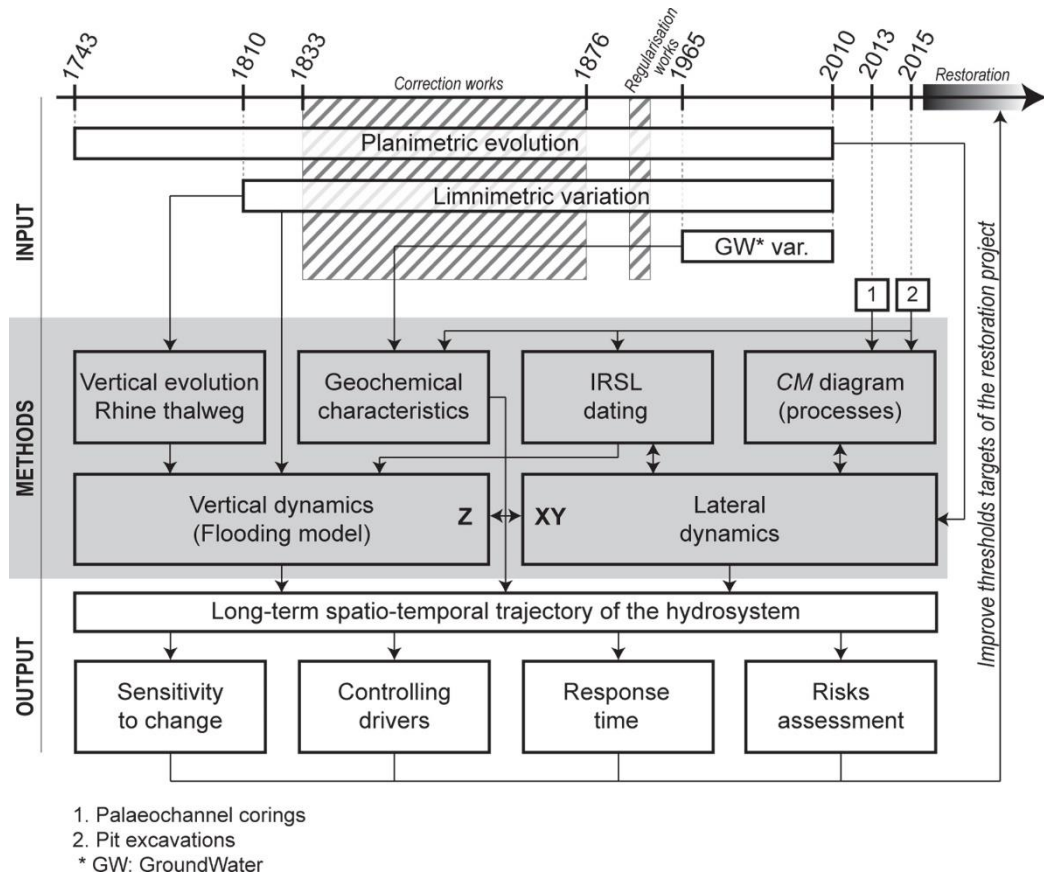 1743
1810
1833
Correction works
1876
Regularisation
works
1965
2010
2013
2015
Restoration
INPUT
Planimetric evolution
Limnimetric variation
GW* var.
1
2
METHODS
Vertical evolution
Rhine thalweg
Geochemical
characteristics
IRSL
dating
CM diagram
(processes)
Vertical dynamics
(Flooding model)
Z
XY
Lateral
dynamics
OUTPUT
Long-term spatio-temporal trajectory of the hydrosystem
Sensitivity
to change
Controlling
drivers
Response
time
Risks
assessment
Improve thresholds targets of the restoration project
1. Palaeochannel corings
2. Pit excavations
* GW: GroundWater